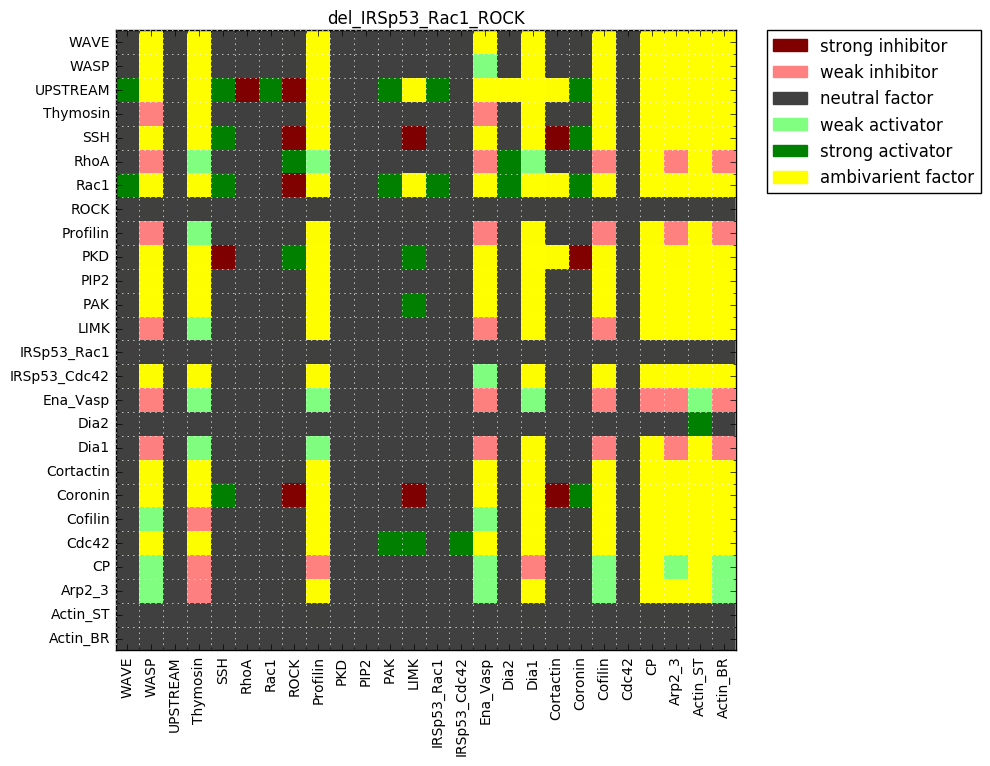 del_IRSp53_Rac1_ROCK
strong inhibitor
weak inhibitor
neutral factor
weak activator
strong activator
ambivarient factor
WAVE
WASP
UPSTREAM
Thymosin
SSH
RhoA
Rac1
ROCK
Profilin
PKD
PIP2
PAK
LIMK
IRSp53_Rac1
IRSp53_Cdc42
Ena_Vasp
Dia2
Dia1
Cortactin
Coronin
Cofilin
Cdc42
CP
Arp2_3
Actin_ST
Actin_BR
WAVE
WASP
UPSTREAM
Thymosin
SSH
RhoA
Rac1
ROCK
Profilin
PKD
PIP2
PAK
LIMK
IRSp53_Rac1
IRSp53_Cdc42
Ena_Vasp
Dia2
Dia1
Cortactin
Coronin
Cofilin
Cdc42
CP
Arp2_3
Actin_ST
Actin_BR